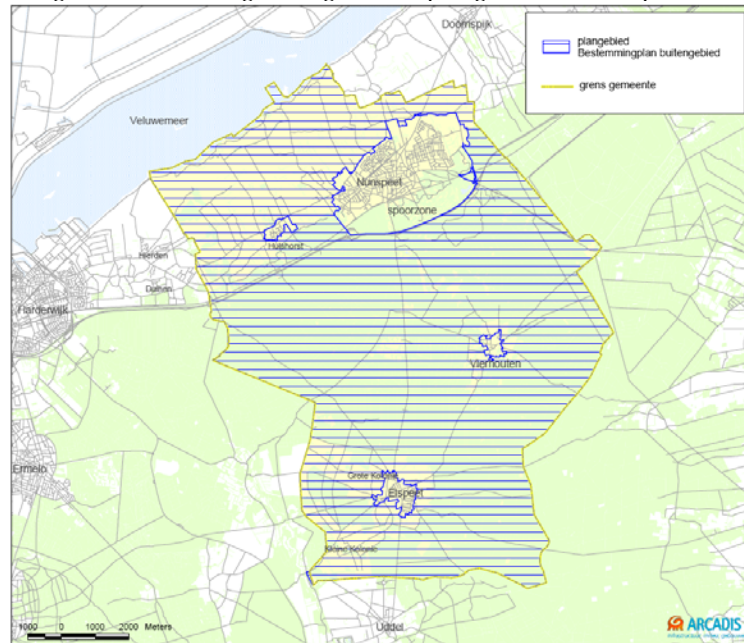 Doornspijk
plangebied
Bestemmingplan buitengebied
grens gemeente
Veluwemeer
Nunspeet
spoorzone
Hulshorst
Hierden
Harderwijk
Vierhouten
Ermelo
Grote Kolonie
Elspeet
Kleine Kolonie
Uddel
1000 0 1000 2000 Meters
ARCADIS